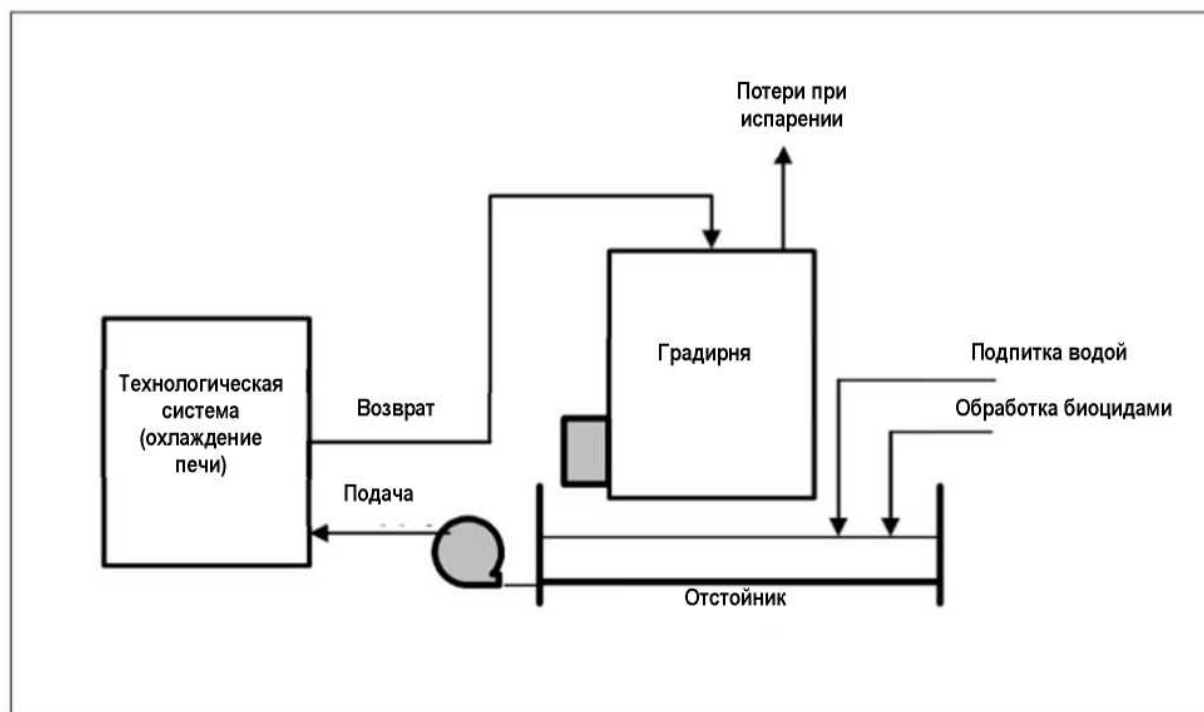 Потери при
испарении
Градирня
Подпитка водой
Обработка биоцидами
Технологическая
система
(охлаждение
печи)
Возврат
Подача
Отстойник